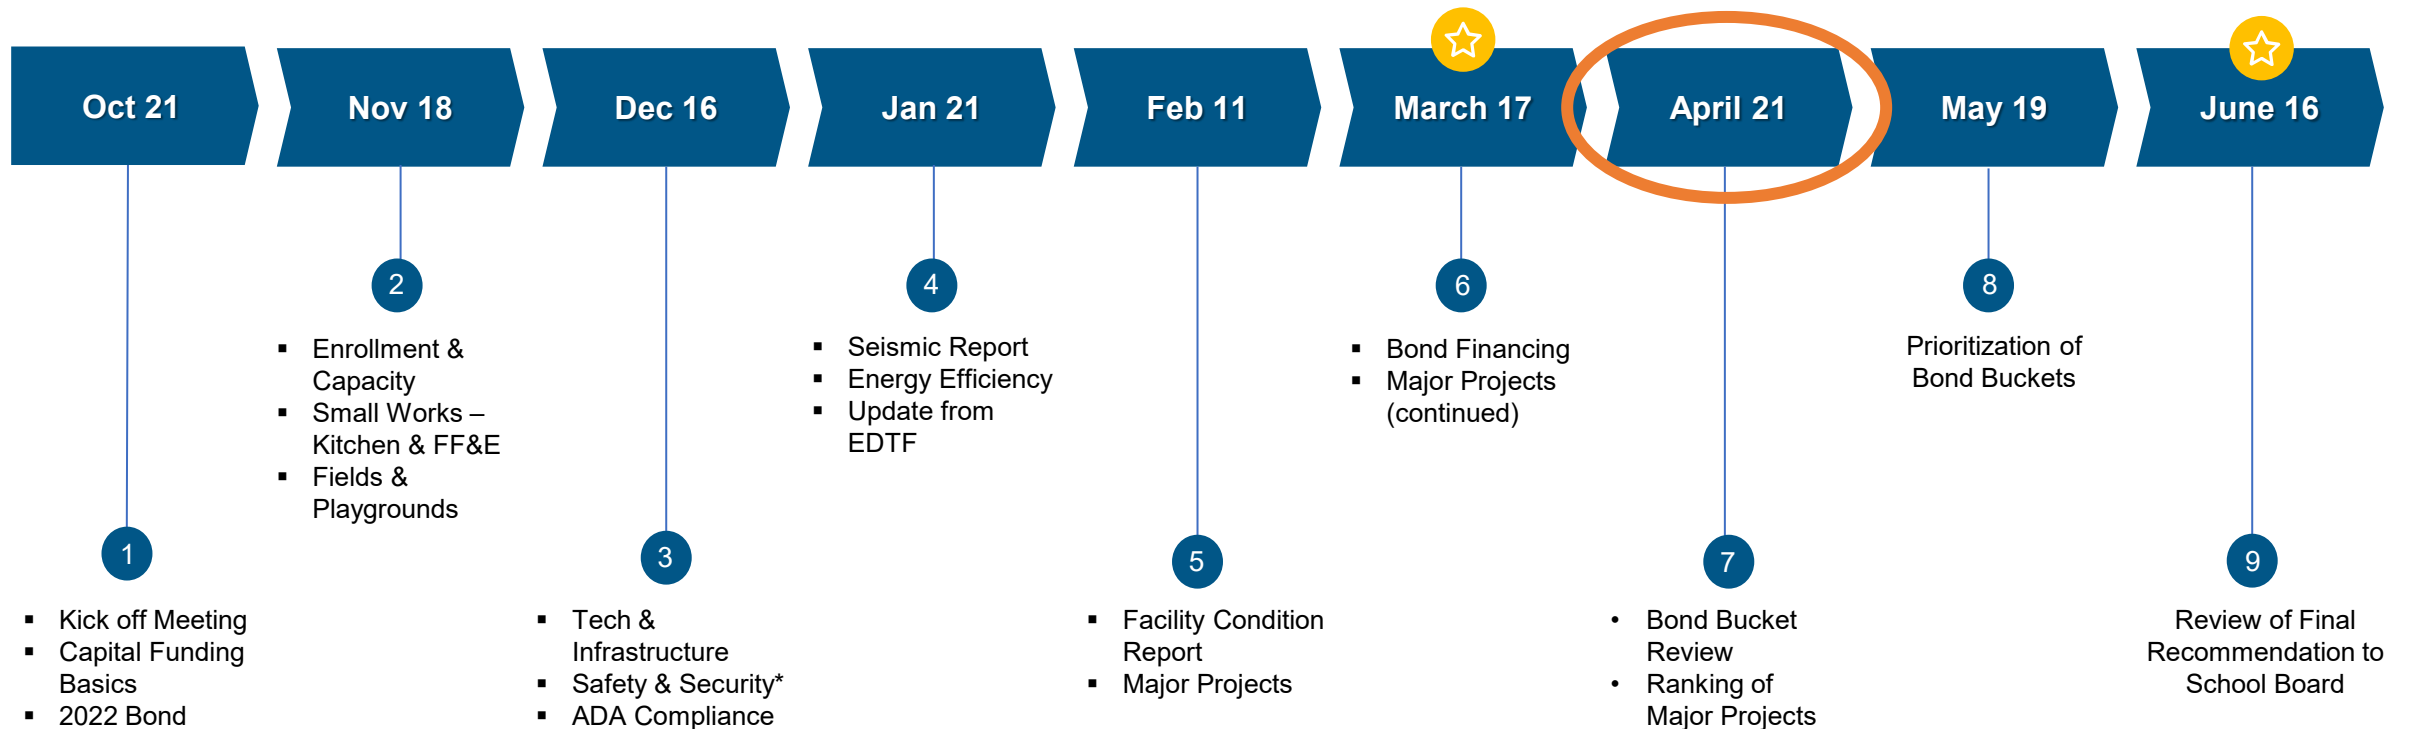 Oct 21
Nov 18
Dec 16
Jan 21
Feb 11
March 17
April 21
May 19
June 16
1
▪ Kick off Meeting
▪ Capital Funding
Basics
▪ 2022 Bond
2
▪ Enrollment &
Capacity
▪ Small Works –
Kitchen & FF&E
▪ Fields &
Playgrounds
3
▪ Tech &
Infrastructure
▪ Safety & Security*
▪ ADA Compliance
4
▪ Seismic Report
▪ Energy Efficiency
▪ Update from
EDTF
5
▪ Facility Condition
Report
▪ Major Projects
6
▪ Bond Financing
▪ Major Projects
(continued)
7
• Bond Bucket
Review
• Ranking of
Major Projects
8
Prioritization of
Bond Buckets
9
Review of Final
Recommendation to
School Board